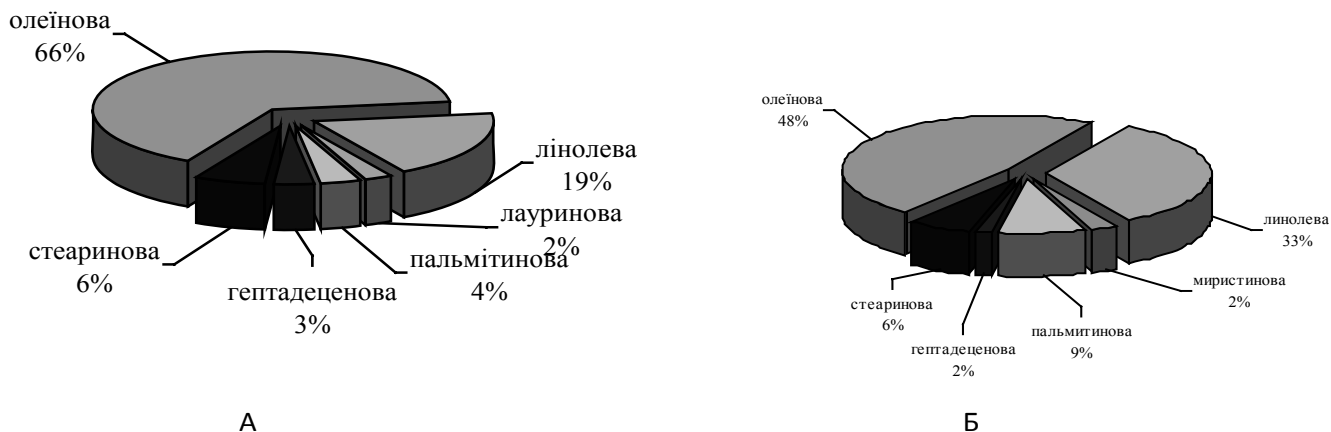 олеїнова
66%
лінолева
19%
лауринова
2%
пальмітинова
4%
гептадеценова
3%
стеаринова
6%
А
олеїнова
48%
линолева
33%
миристинова
2%
пальмитинова
9%
гептадеценова
2%
стеаринова
6%
Б